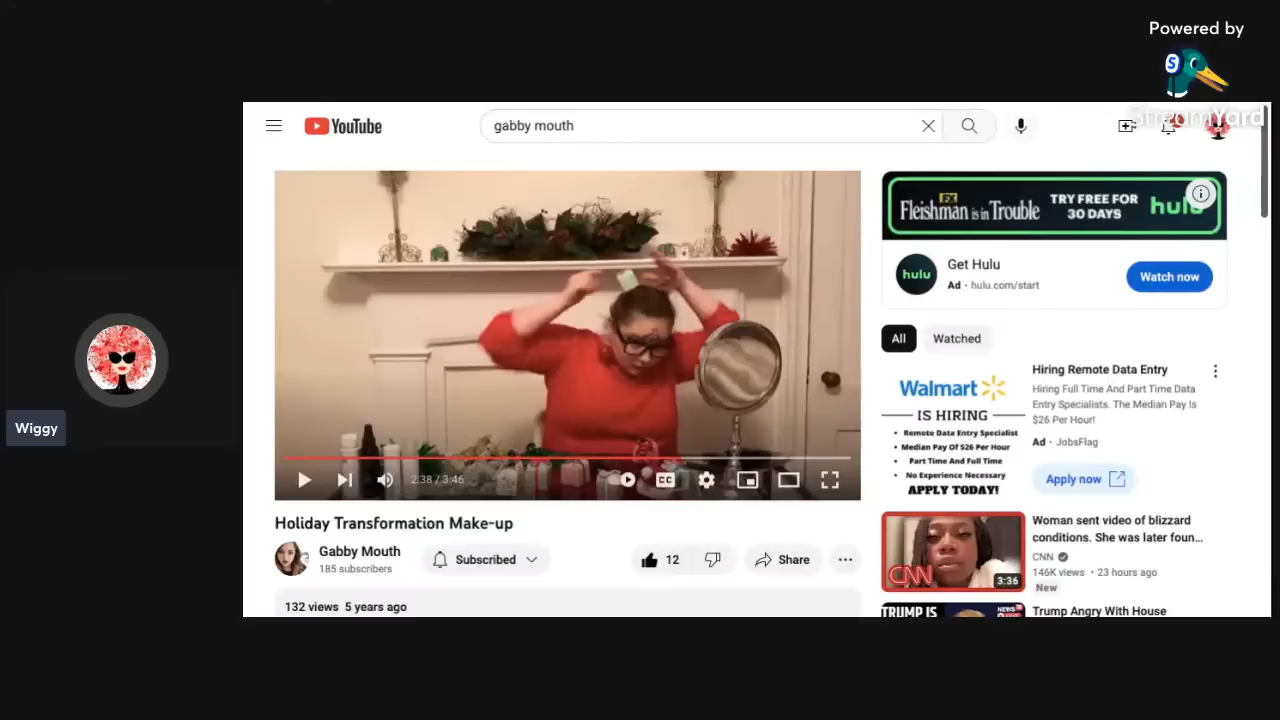 Powered by
S
StreamYard
YouTube
gabby mouth
FX
Fleishman is in Trouble
TRY FREE FOR
30 DAYS
hulu
hulu
Get Hulu
Ad · hulu.com/start
Watch now
All
Watched
Walmart
IS HIRING
• Remote Data Entry Specialist
• Median Pay Of $26 Per Hour
• Part Time And Full Time
• No Experience Necessary
APPLY TODAY!
Hiring Remote Data Entry
Hiring Full Time And Part Time Data
Entry Specialists. The Median Pay Is
$26 Per Hour!
Ad · JobsFlag
Apply now
Wiggy
2:38 / 3:46
CC
Holiday Transformation Make-up
Gabby Mouth
185 subscribers
Subscribed
12
Share
132 views 5 years ago
CNN
3:36
Woman sent video of blizzard
conditions. She was later foun...
CNN
146K views • 23 hours ago
New
TRUMP IS
NEWS
Trump Angry With House